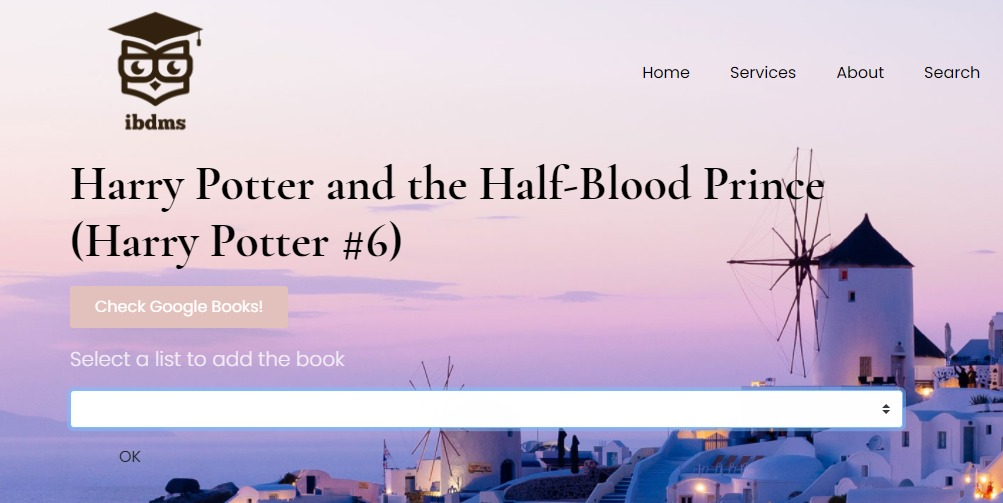 ibdms
Home Services About Search
Harry Potter and the Half-Blood Prince
(Harry Potter #6)
Check Google Books!
Select a list to add the book
OK